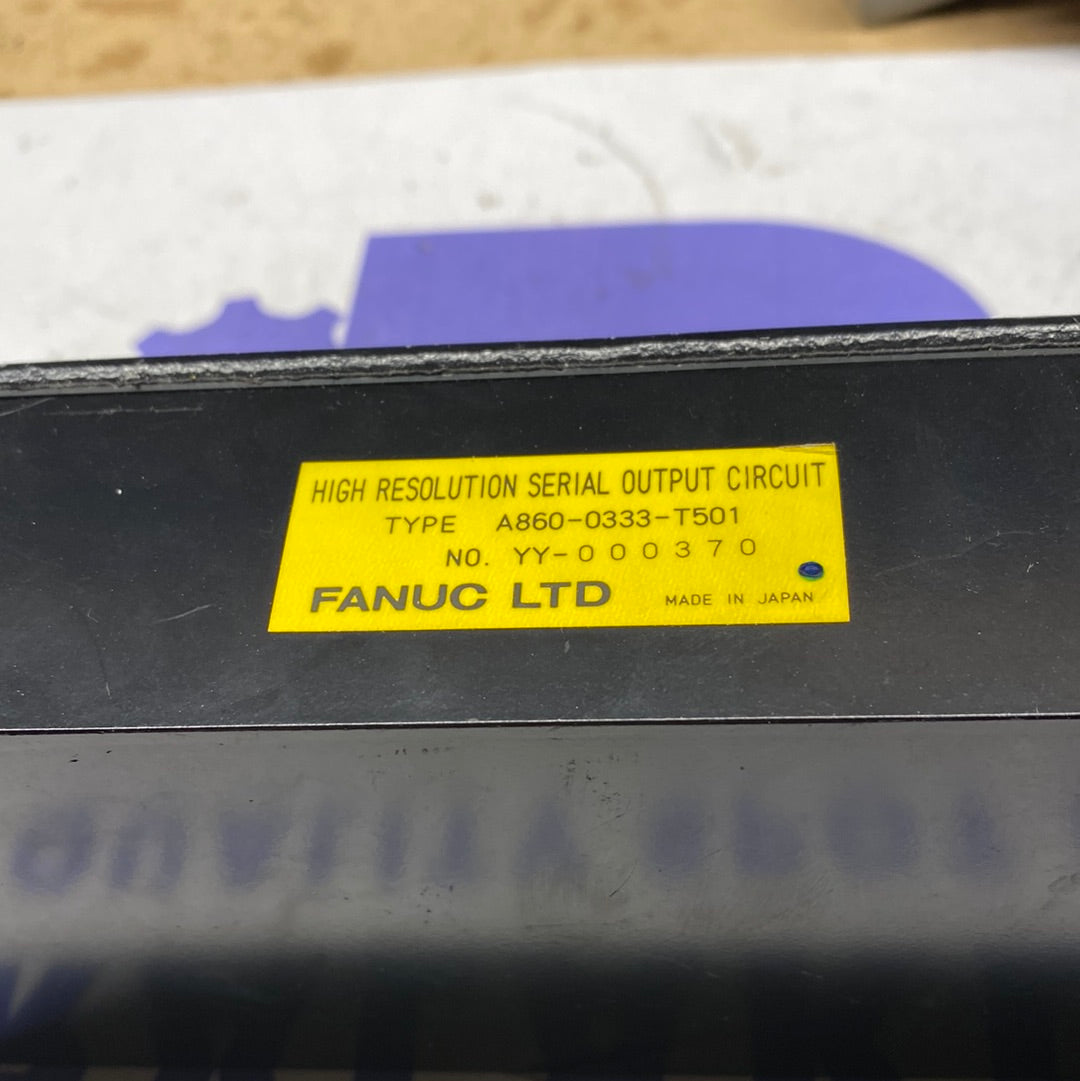 HIGH RESOLUTION SERIAL OUTPUT CIRCUIT
TYPE A860-0333-T501
NO. YY-000370
FANUC LTD MADE IN JAPAN